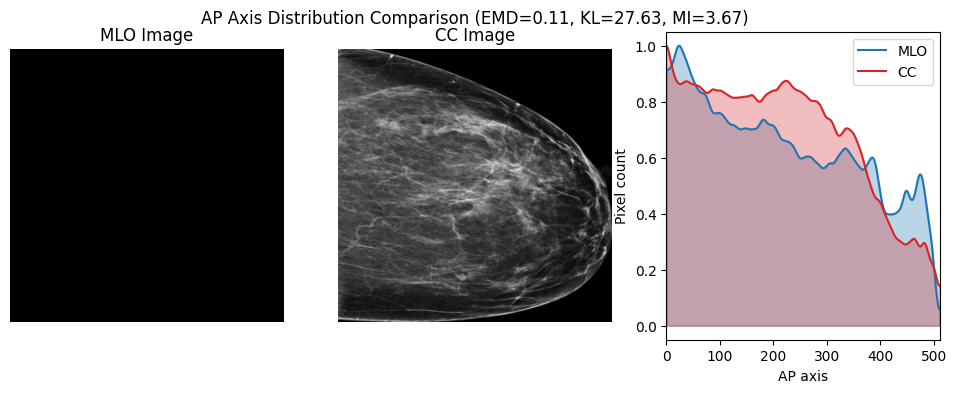 AP Axis Distribution Comparison (EMD=0.11, KL=27.63, MI=3.67)
MLO Image
CC Image
MLO
CC
Pixel count
1.0
0.8
0.6
0.4
0.2
0.0
0 100 200 300 400 500
AP axis